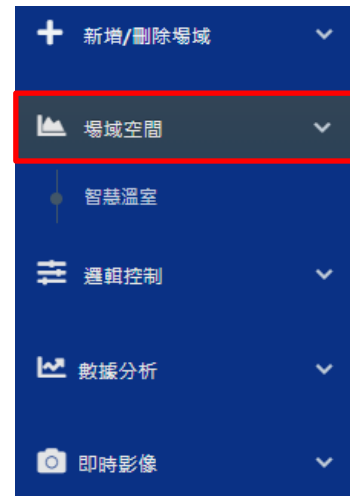 新增/刪除場域
場域空間
智慧溫室
邏輯控制
數據分析
即時影像